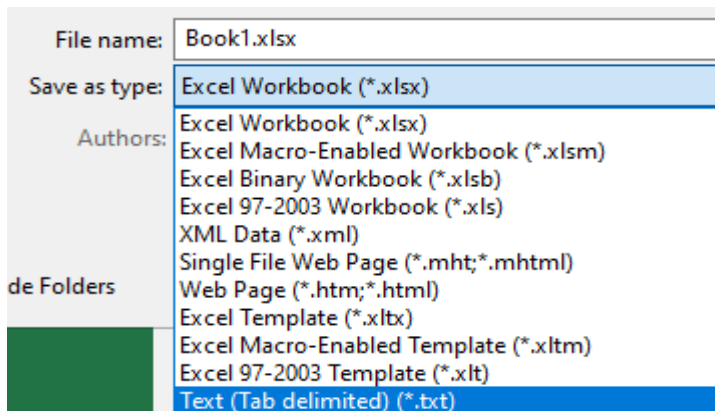 File name: Book1.xlsx
Save as type: Excel Workbook (*.xlsx)
Authors:
Excel Workbook (*.xlsx)
Excel Macro-Enabled Workbook (*.xlsm)
Excel Binary Workbook (*.xlsb)
Excel 97-2003 Workbook (*.xls)
XML Data (*.xml)
Single File Web Page (*.mht;*.mhtml)
de Folders
Web Page (*.htm;*.html)
Excel Template (*.xltx)
Excel Macro-Enabled Template (*.xltm)
Excel 97-2003 Template (*.xlt)
Text (Tab delimited) (*.txt)